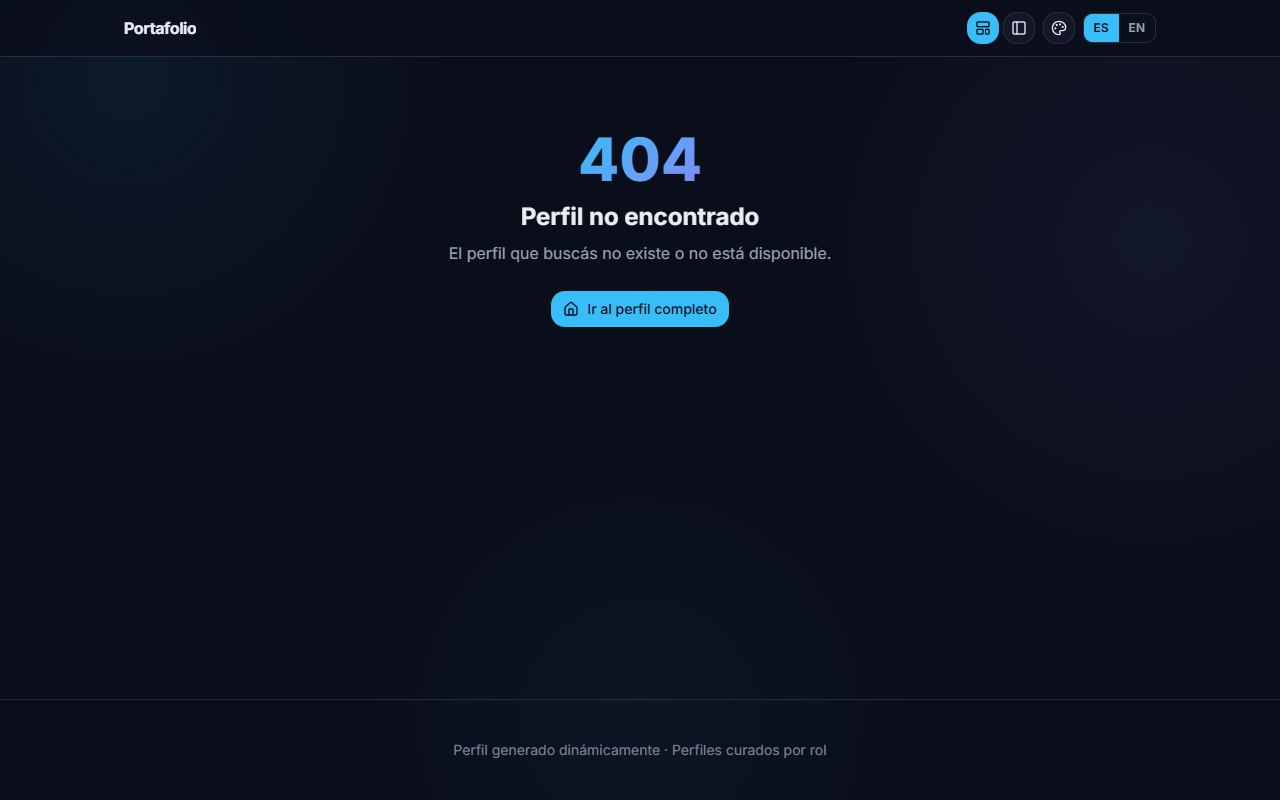 Portafolio
ES EN
404
Perfil no encontrado
El perfil que buscás no existe o no está disponible.
Ir al perfil completo
Perfil generado dinámicamente · Perfiles curados por rol